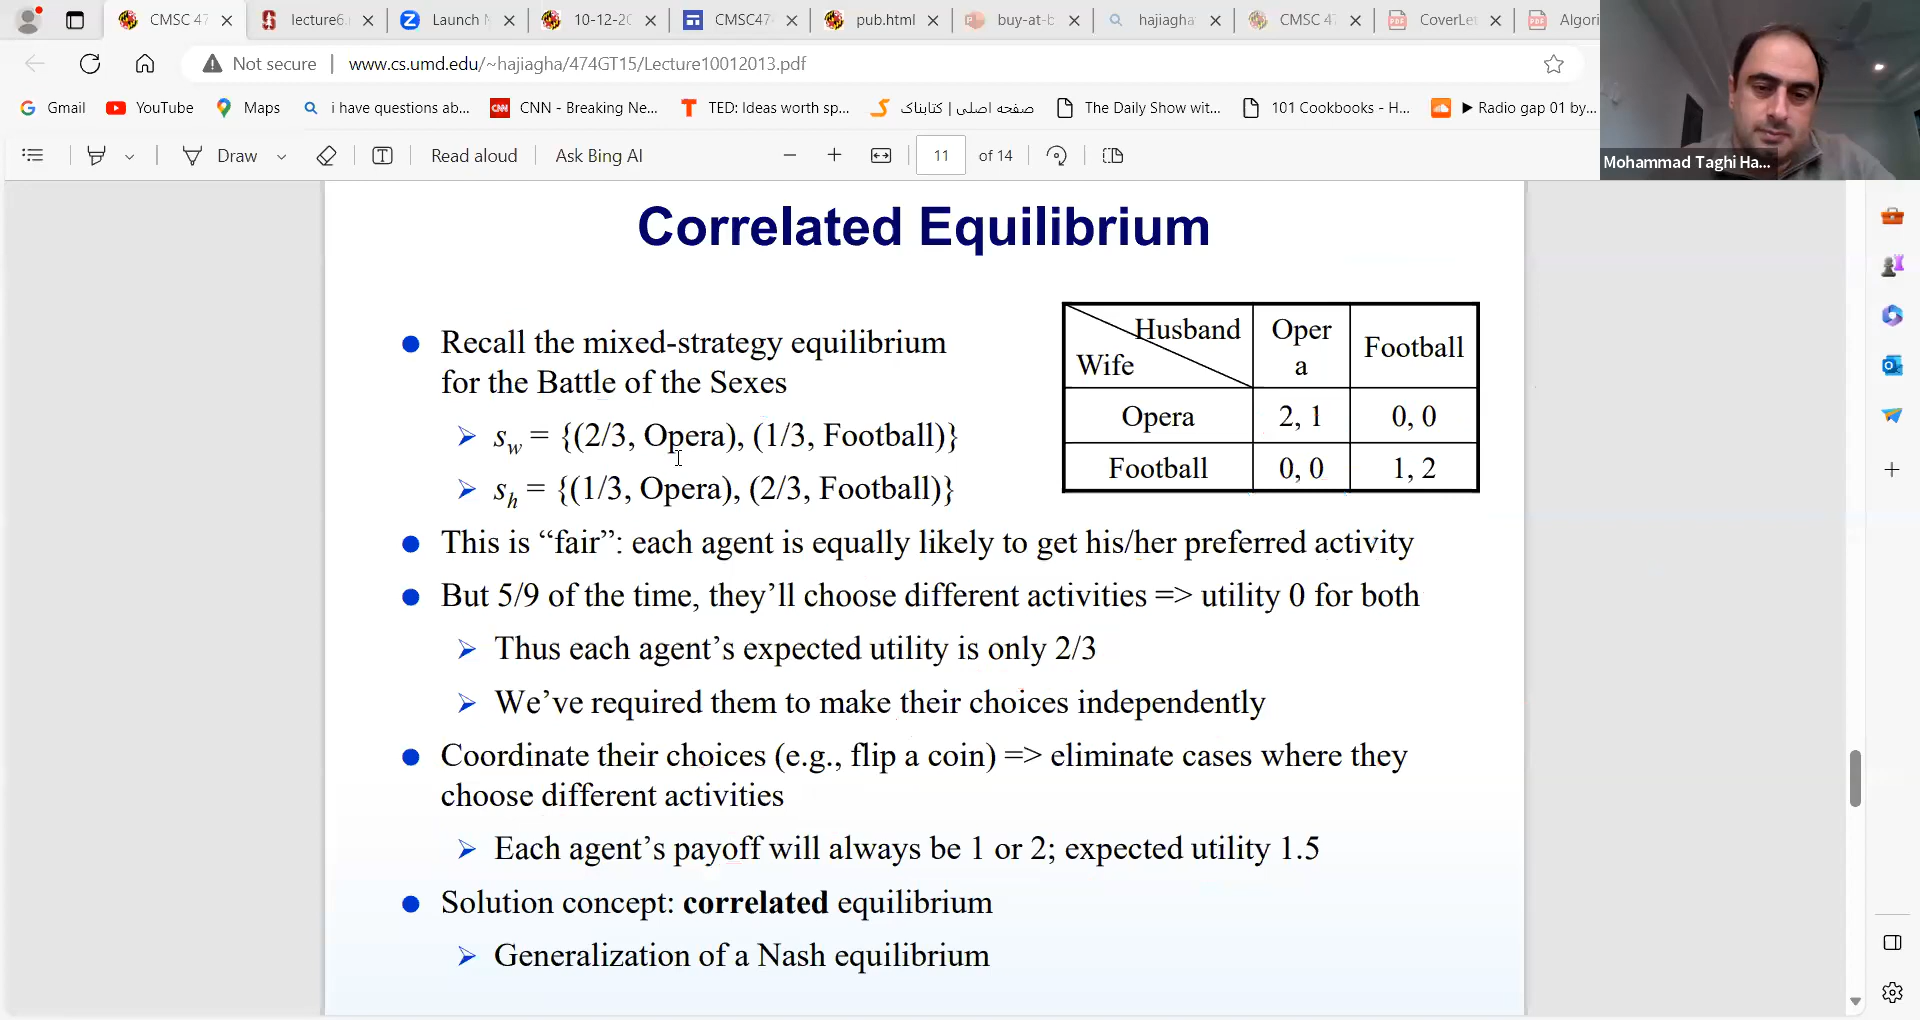 CMSC 47
lecture6.r
Launch M
10-12-20
CMSC47
pub.html
buy-at-b
hajiagha
CMSC 4
CoverLet
Algori
Not secure
www.cs.umd.edu/~hajiagha/474GT15/Lecture10012013.pdf
Gmail
YouTube
Maps
i have questions ab...
CNN - Breaking Ne...
TED: Ideas worth sp...
صفحه اصلی | کتابناک
The Daily Show wit...
101 Cookbooks - H...
▶ Radio gap 01 by...
Draw
Read aloud
Ask Bing AI
11 of 14
Mohammad Taghi Ha...
Correlated Equilibrium
Recall the mixed-strategy equilibrium
for the Battle of the Sexes
s_w = {(2/3, Opera), (1/3, Football)}
s_h = {(1/3, Opera), (2/3, Football)}
Husband
Wife
Oper
a
Football
Opera 2, 1 0, 0
Football 0, 0 1, 2
This is “fair”: each agent is equally likely to get his/her preferred activity
But 5/9 of the time, they’ll choose different activities => utility 0 for both
Thus each agent’s expected utility is only 2/3
We’ve required them to make their choices independently
Coordinate their choices (e.g., flip a coin) => eliminate cases where they
choose different activities
Each agent’s payoff will always be 1 or 2; expected utility 1.5
Solution concept: correlated equilibrium
Generalization of a Nash equilibrium